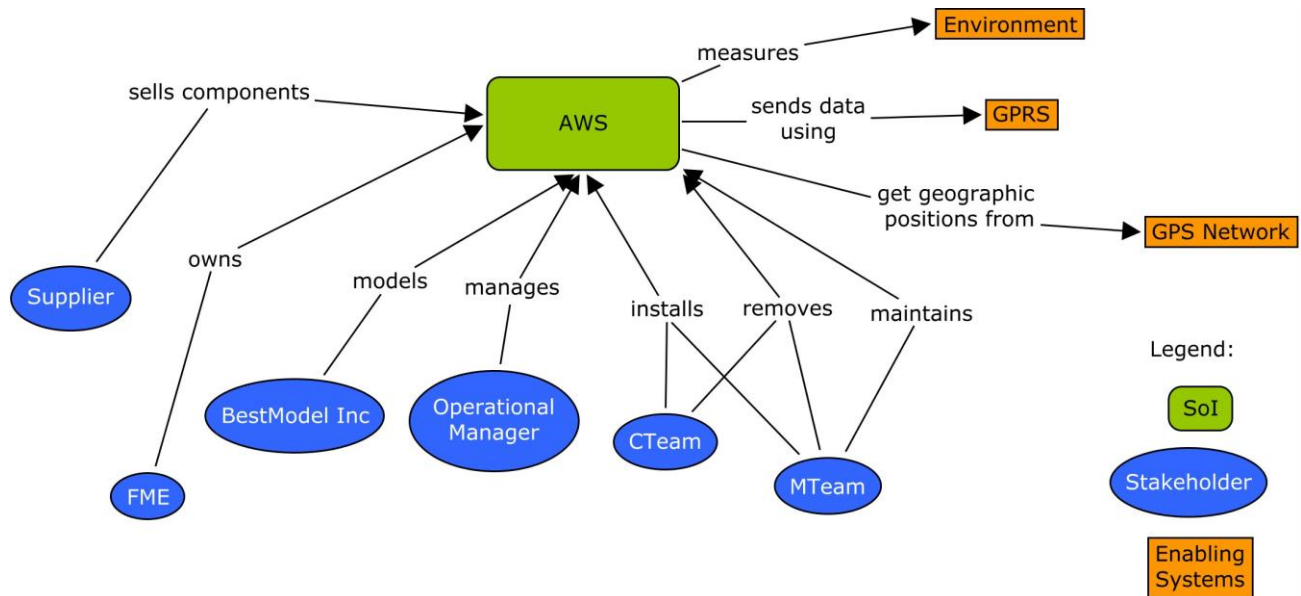 Environment
measures
sells components
AWS
sends data
using
GPRS
get geographic
positions from
GPS Network
owns
Supplier
models
manages
installs
removes
maintains
Legend:
SoI
BestModel Inc
Operational
Manager
CTeam
MTeam
FME
Stakeholder
Enabling
Systems